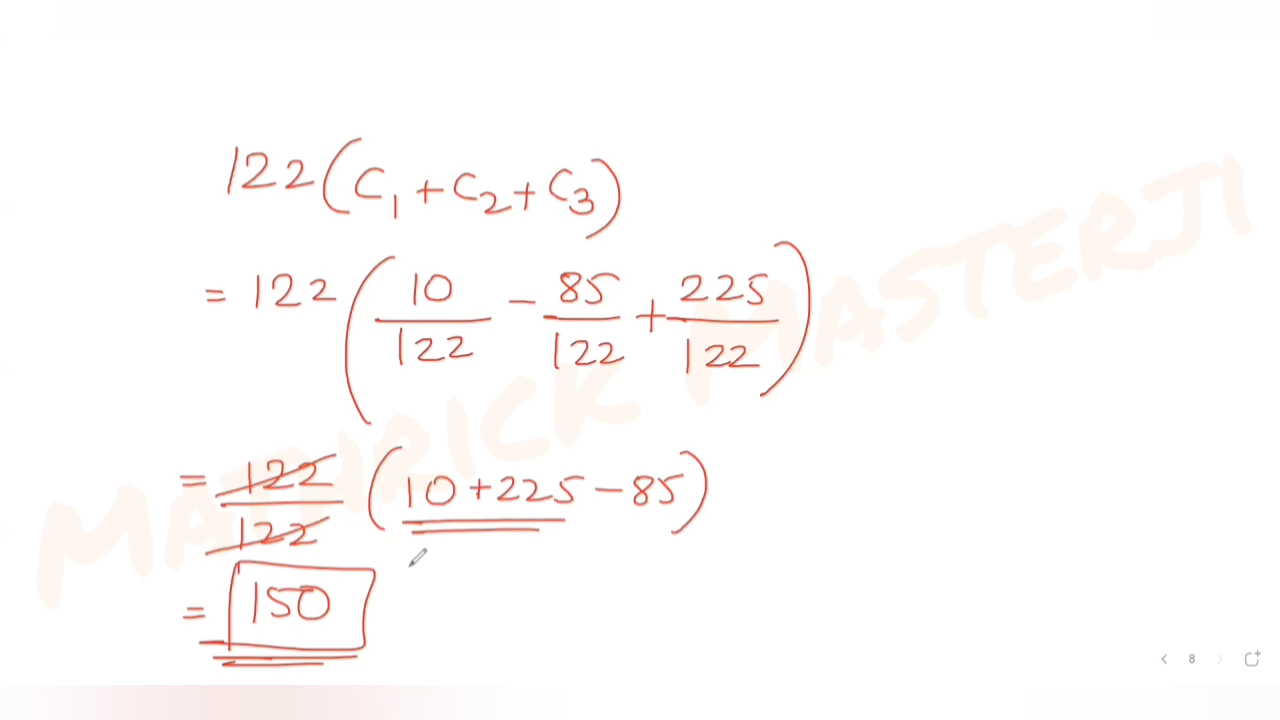 122(C₁ + C₂ + C₃)
= 122 (10/122 - 85/122 + 225/122)
= 122/122 (10 + 225 - 85)
= 150
MATHRICK MASTERJI
< 8 >